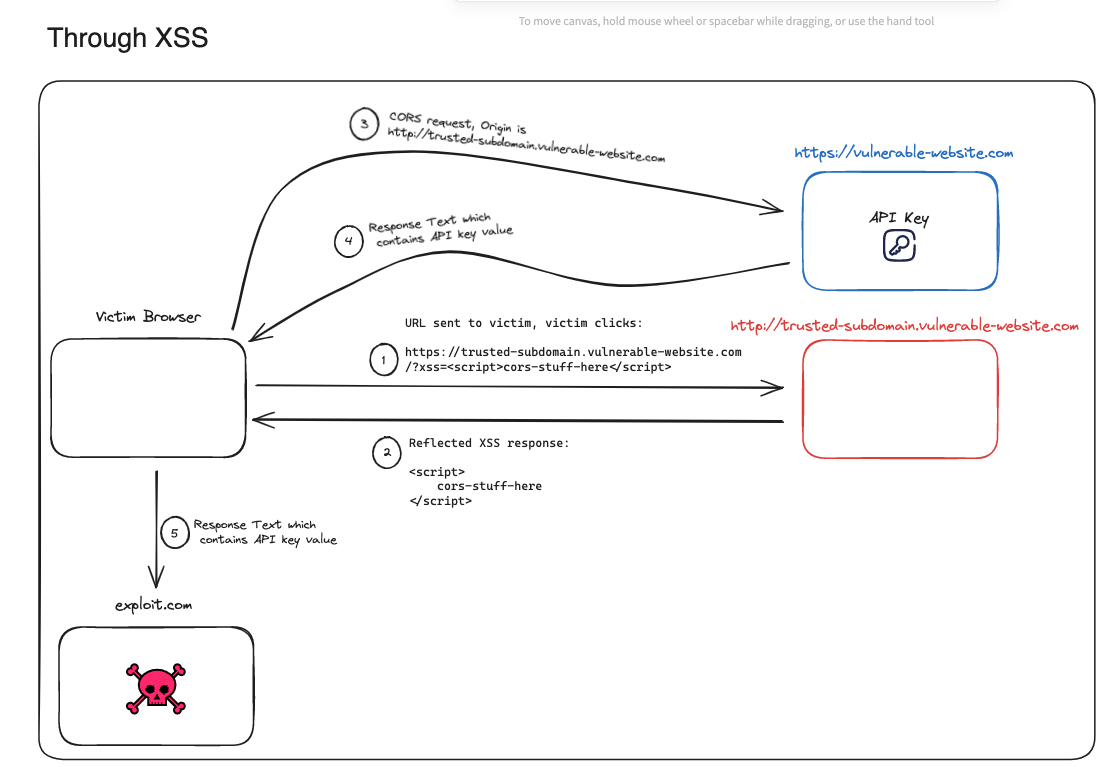 To move canvas, hold mouse wheel or spacebar while dragging, or use the hand tool
Through XSS
3
CORS request, Origin is
http://trusted-subdomain.vulnerable-website.com
https://vulnerable-website.com
API Key
4
Response Text which
contains API key value
Victim Browser
URL sent to victim, victim clicks:
http://trusted-subdomain.vulnerable-website.com
1
https://trusted-subdomain.vulnerable-website.com
/?xss=<script>cors-stuff-here</script>
2
Reflected XSS response:
<script>
cors-stuff-here
</script>
5
Response Text which
contains API key value
exploit.com